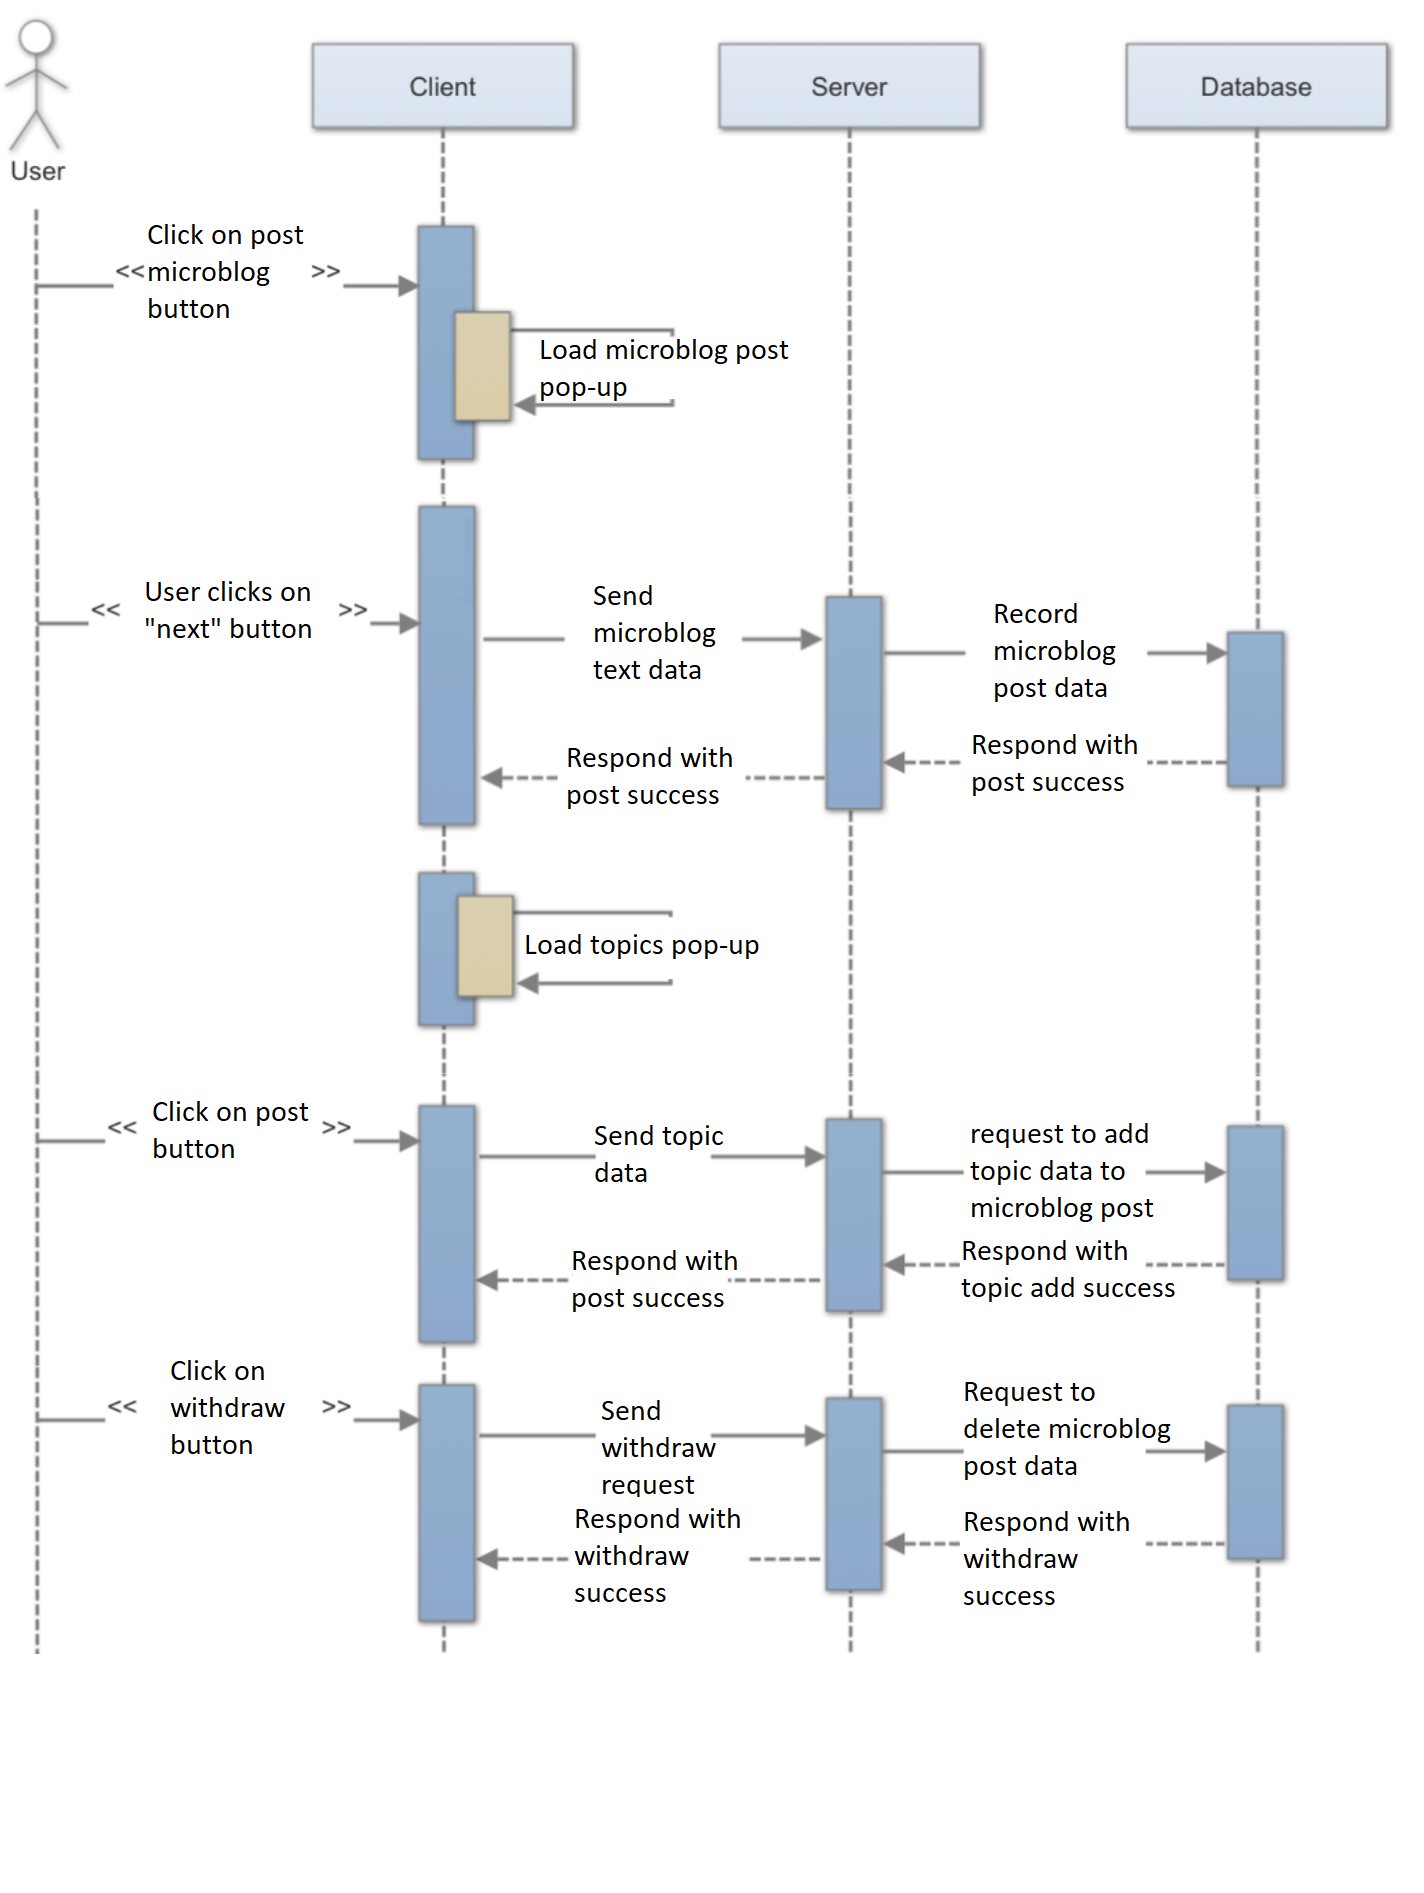 Client
Server
Database
User
Click on post
<<microblog >>
button
Load microblog post
pop-up
<< User clicks on >>
"next" button
Send
microblog
text data
Record
microblog
post data
Respond with
post success
Respond with
post success
Load topics pop-up
<< Click on post >>
button
Send topic
data
request to add
topic data to
microblog post
Respond with
post success
Respond with
topic add success
Click on
<< withdraw >>
button
Send
withdraw
request
Request to
delete microblog
post data
Respond with
withdraw
success
Respond with
withdraw
success